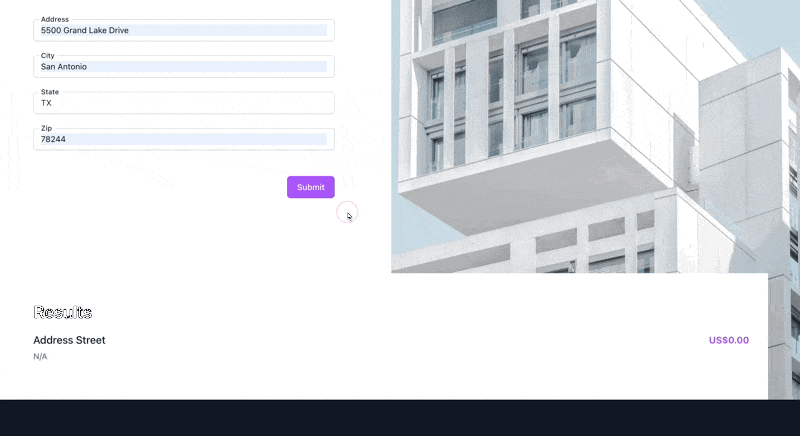 Address
5500 Grand Lake Drive
City
San Antonio
State
TX
Zip
78244
Submit
Results
Address Street
US$0.00
N/A